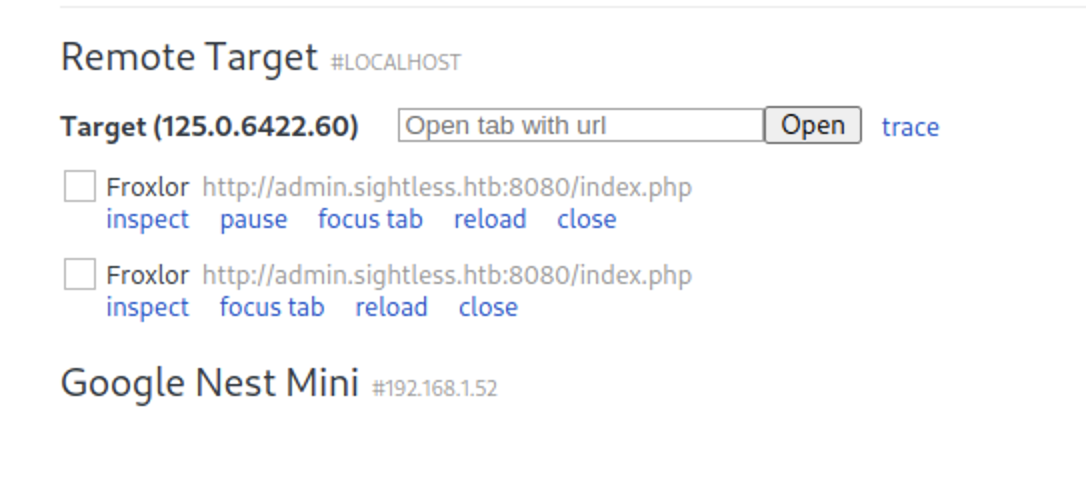 Remote Target #LOCALHOST
Target (125.0.6422.60) Open tab with url Open trace
Froxlor http://admin.sightless.htb:8080/index.php
inspect pause focus tab reload close
Froxlor http://admin.sightless.htb:8080/index.php
inspect focus tab reload close
Google Nest Mini #192.168.1.52